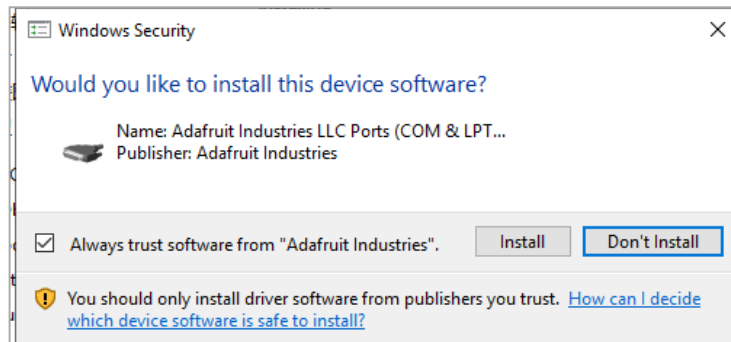 Windows Security
Would you like to install this device software?
Name: Adafruit Industries LLC Ports (COM & LPT...
Publisher: Adafruit Industries
Always trust software from "Adafruit Industries".
Install
Don't Install
You should only install driver software from publishers you trust. How can I decide
which device software is safe to install?